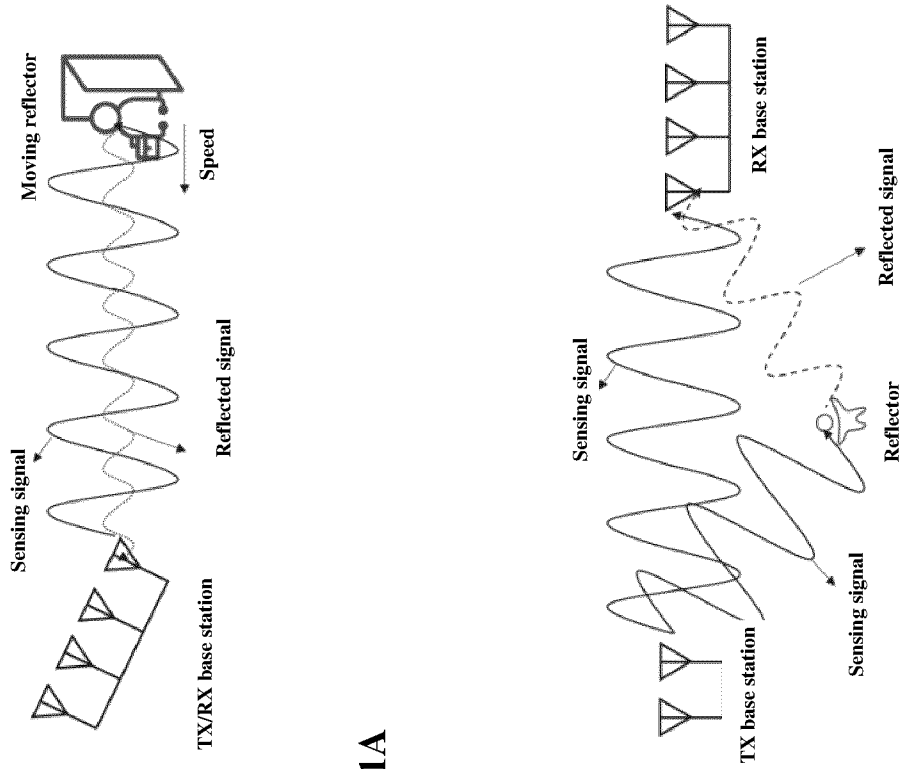 Sensing signal
Moving reflector
TX/RX base station
Speed
Reflected signal
1A
Sensing signal
TX base station
RX base station
Sensing signal
Reflector
Reflected signal